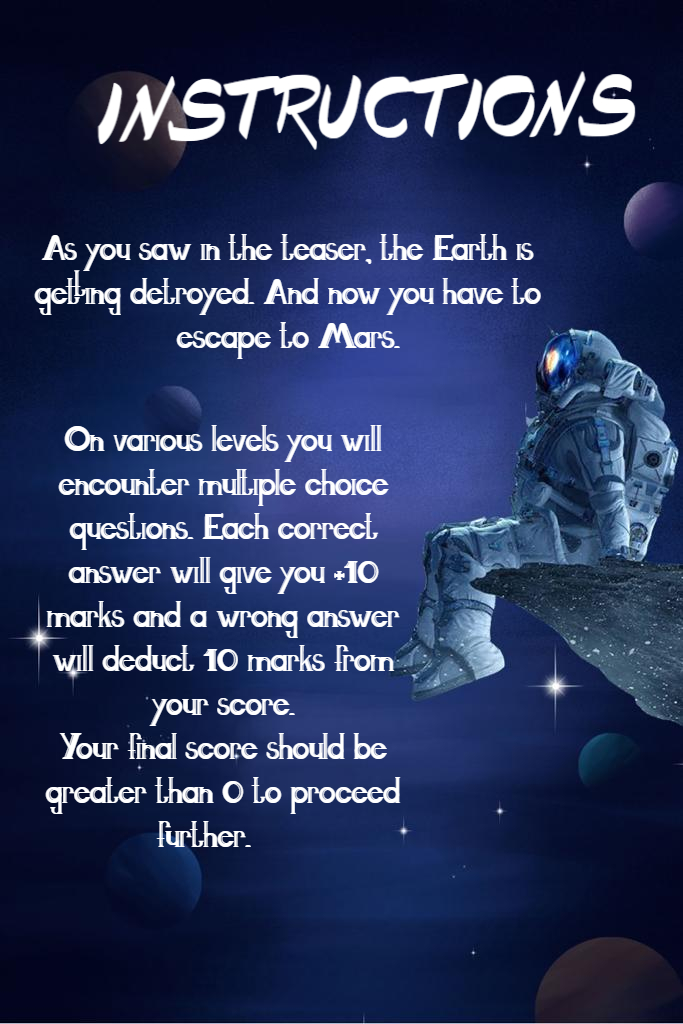 INSTRUCTIONS
As you saw in the teaser, the Earth is
getting detroyed. And now you have to
escape to Mars.
On various levels you will
encounter multiple choice
questions. Each correct
answer will give you +10
marks and a wrong answer
will deduct 10 marks from
your score.
Your final score should be
greater than 0 to proceed
further.